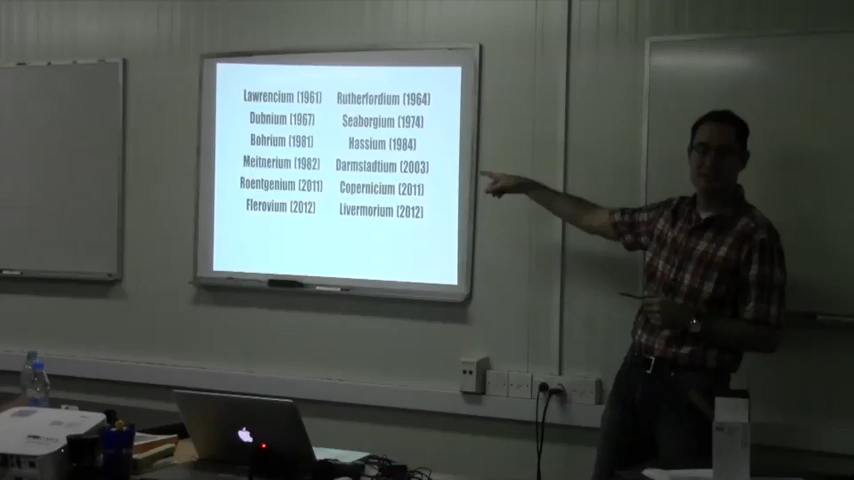 Lawrencium (1961) Rutherfordium (1964)
Dubnium (1967) Seaborgium (1974)
Bohrium (1981) Hassium (1984)
Meitnerium (1982) Darmstadtium (2003)
Roentgenium (2011) Copernicium (2011)
Flerovium (2012) Livermorium (2012)